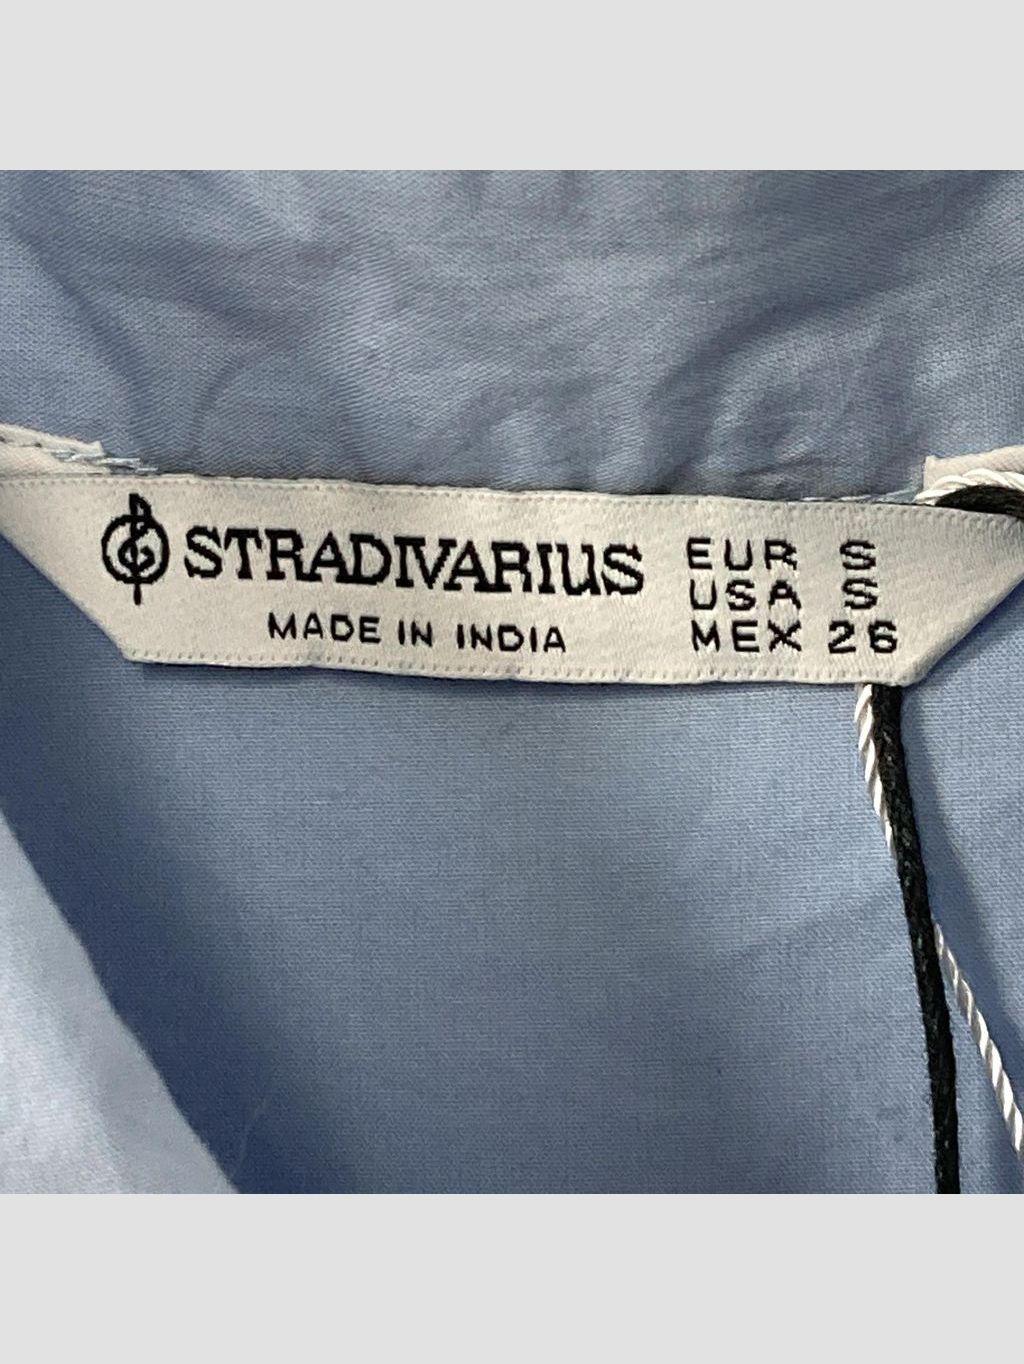 STRADIVARIUS
MADE IN INDIA
EUR S
USA S
MEX 26